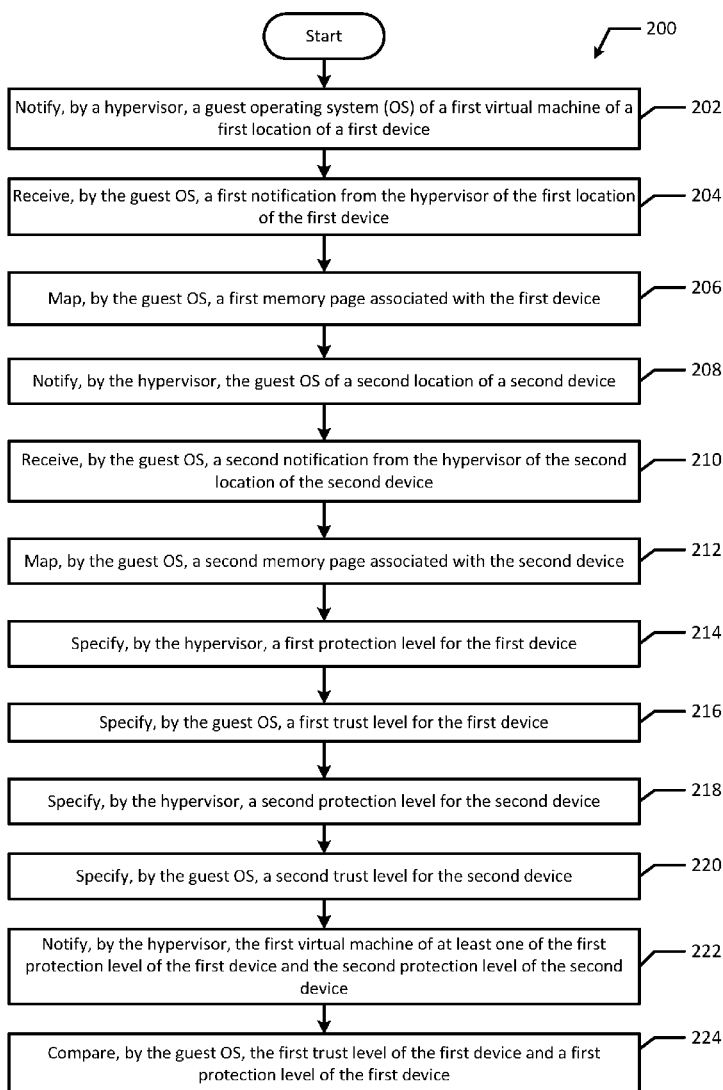 Start
200
Notify, by a hypervisor, a guest operating system (OS) of a first virtual machine of a
first location of a first device
202
Receive, by the guest OS, a first notification from the hypervisor of the first location
of the first device
204
Map, by the guest OS, a first memory page associated with the first device
206
Notify, by the hypervisor, the guest OS of a second location of a second device
208
Receive, by the guest OS, a second notification from the hypervisor of the second
location of the second device
210
Map, by the guest OS, a second memory page associated with the second device
212
Specify, by the hypervisor, a first protection level for the first device
214
Specify, by the guest OS, a first trust level for the first device
216
Specify, by the hypervisor, a second protection level for the second device
218
Specify, by the guest OS, a second trust level for the second device
220
Notify, by the hypervisor, the first virtual machine of at least one of the first
protection level of the first device and the second protection level of the second
device
222
Compare, by the guest OS, the first trust level of the first device and a first
protection level of the first device
224